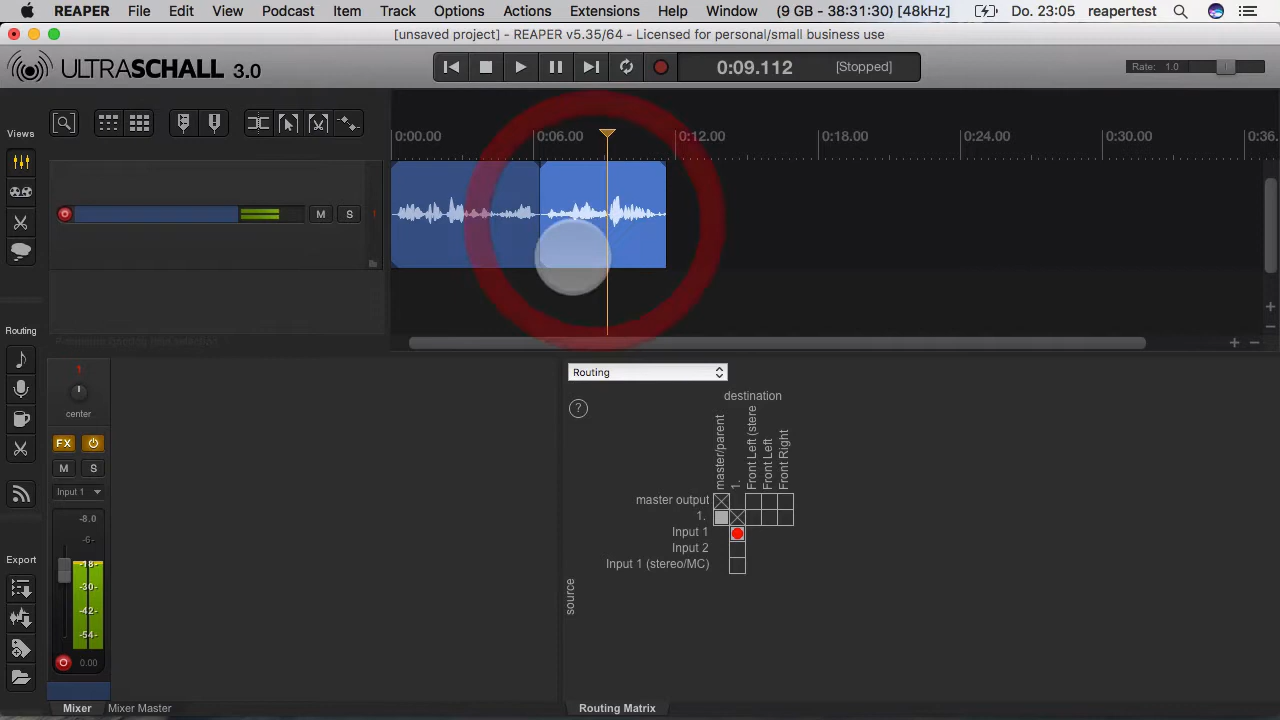 REAPER File Edit View Podcast Item Track Options Actions Extensions Help Window (9 GB - 38:31:30) [48kHz] Do. 23:05 reapertest
[unsaved project] - REAPER v5.35/64 - Licensed for personal/small business use
ULTRASCHALL 3.0
0:09.112 [Stopped]
Rate: 1.0
Views
0:00.00 0:06.00 0:12.00 0:18.00 0:24.00 0:30.00 0:36.
M S 1
Routing
Export
1
center
FX
M S
Input 1
-8.0
-6-
-18-
-30-
-42-
-54-
0.00
Mixer Mixer Master
Routing
?
destination
master/parent
1.
Front Left (stere
Front Left
Front Right
master output
1.
Input 1
Input 2
Input 1 (stereo/MC)
source
Routing Matrix